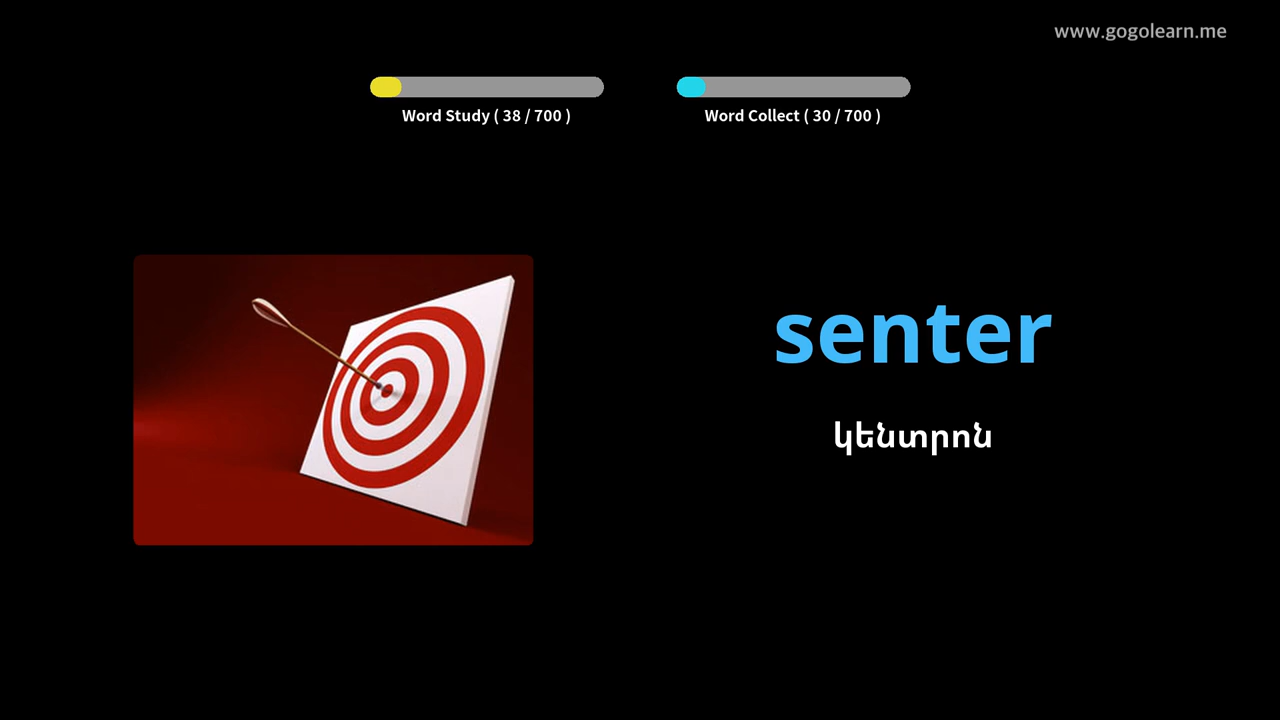 www.gogolearn.me
Word Study ( 38 / 700 )
Word Collect ( 30 / 700 )
senter
կենտրոն